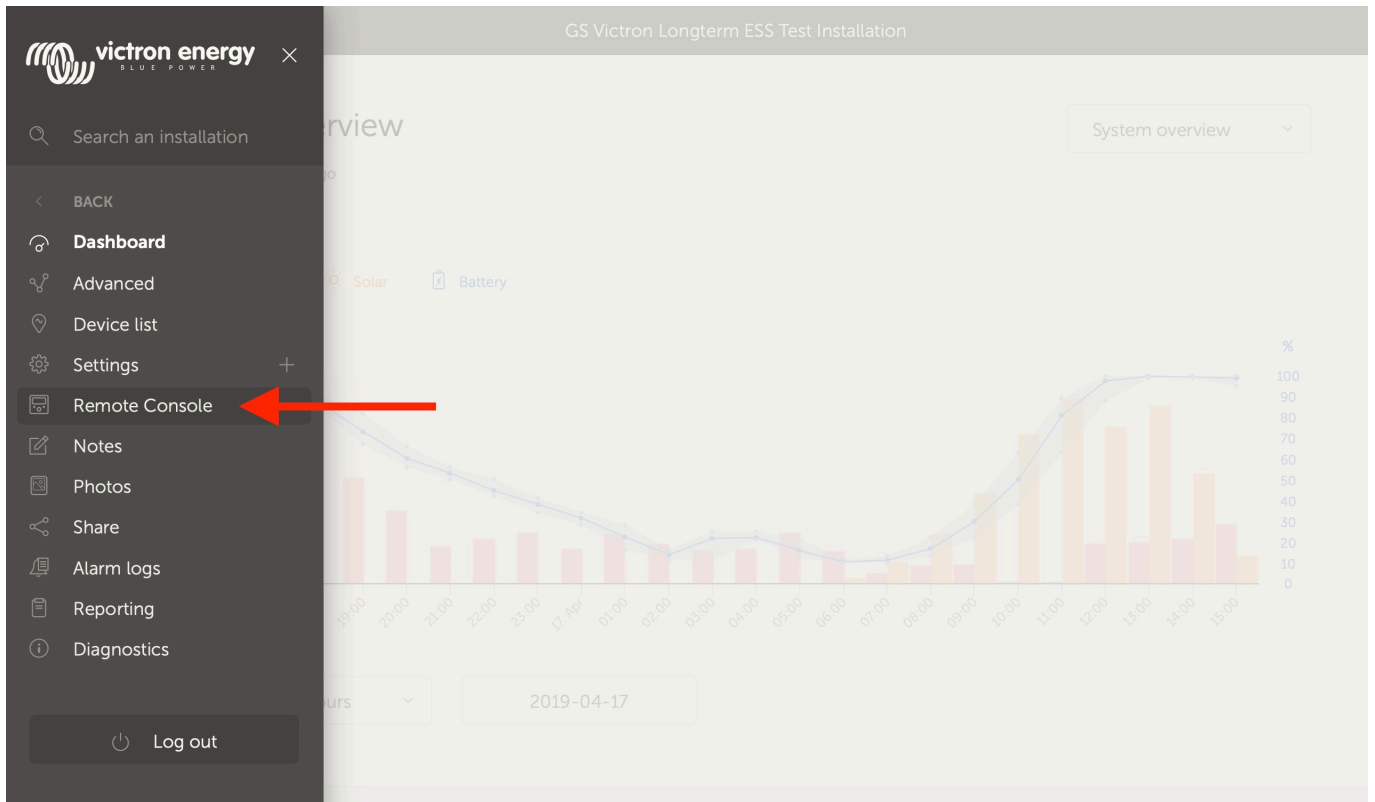 victron energy
BLUE POWER
GS Victron Longterm ESS Test Installation
Search an installation
BACK
Dashboard
Advanced
Device list
Settings
Remote Console
Notes
Photos
Share
Alarm logs
Reporting
Diagnostics
Log out
System overview
Solar
Battery
%
100
90
80
70
60
50
40
30
20
10
0
19:00 20:00 21:00 22:00 23:00 17. Apr 01:00 02:00 03:00 04:00 05:00 06:00 07:00 08:00 09:00 10:00 11:00 12:00 13:00 14:00 15:00
2019-04-17